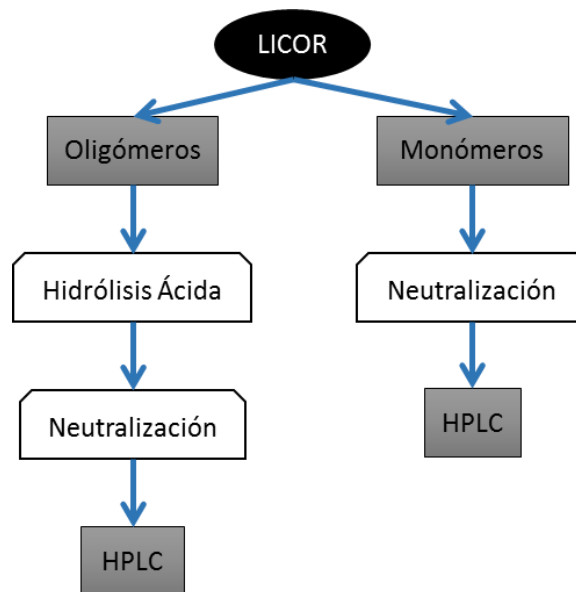 LICOR
Oligómeros
Monómeros
Hidrólisis Ácida
Neutralización
Neutralización
HPLC
HPLC